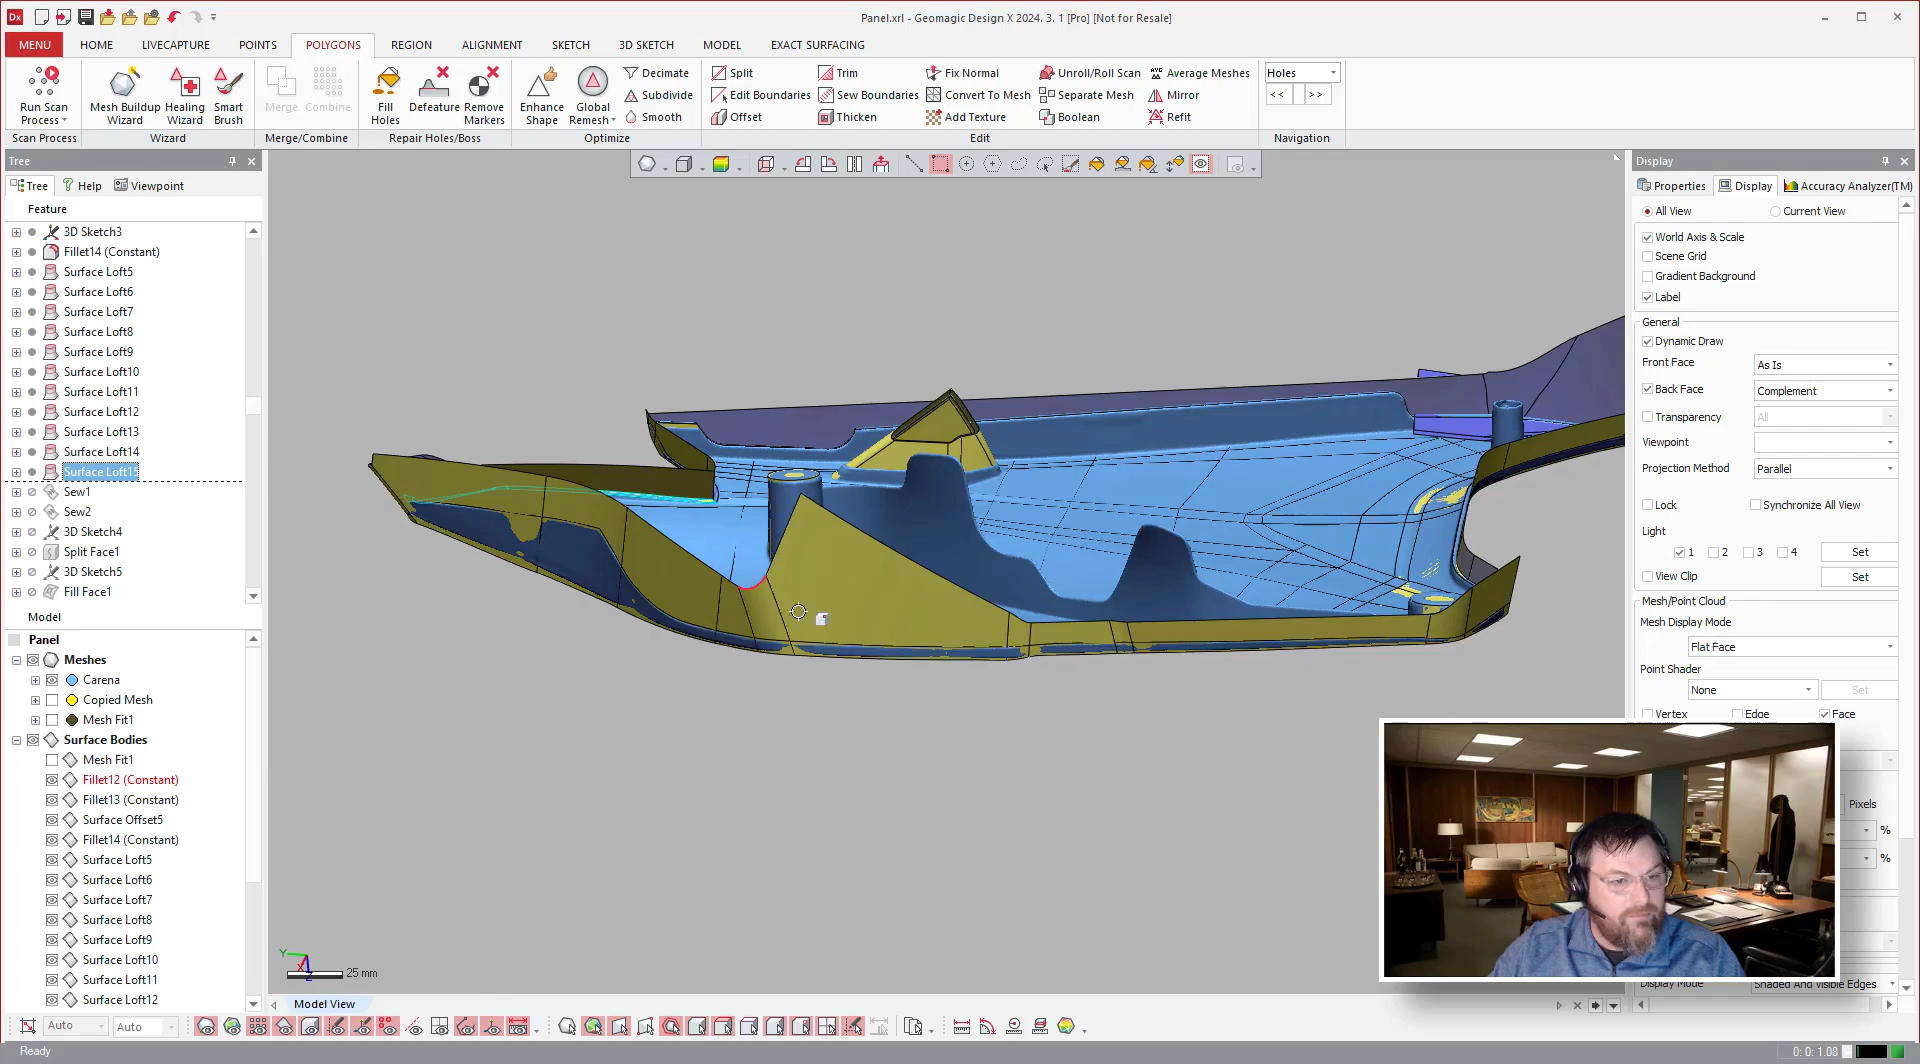 Dx
Panel.xrl - Geomagic Design X 2024. 3. 1 [Pro] [Not for Resale]
MENU HOME LIVECAPTURE POINTS POLYGONS REGION ALIGNMENT SKETCH 3D SKETCH MODEL EXACT SURFACING
Run Scan Process
Mesh Buildup Wizard
Healing Wizard
Smart Brush
Merge
Combine
Fill Holes
Defeature
Remove Markers
Enhance Shape
Global Remesh
Decimate
Subdivide
Smooth
Split
Edit Boundaries
Offset
Trim
Sew Boundaries
Thicken
Fix Normal
Convert To Mesh
Add Texture
Unroll/Roll Scan
Separate Mesh
Boolean
Average Meshes
Mirror
Refit
Holes
<< >>
Scan Process Wizard Merge/Combine Repair Holes/Boss Optimize Edit Navigation
Tree
Tree Help Viewpoint
Feature
3D Sketch3
Fillet14 (Constant)
Surface Loft5
Surface Loft6
Surface Loft7
Surface Loft8
Surface Loft9
Surface Loft10
Surface Loft11
Surface Loft12
Surface Loft13
Surface Loft14
Surface Loft1
Sew1
Sew2
3D Sketch4
Split Face1
3D Sketch5
Fill Face1
Model
Panel
Meshes
Carena
Copied Mesh
Mesh Fit1
Surface Bodies
Mesh Fit1
Fillet12 (Constant)
Fillet13 (Constant)
Surface Offset5
Fillet14 (Constant)
Surface Loft5
Surface Loft6
Surface Loft7
Surface Loft8
Surface Loft9
Surface Loft10
Surface Loft11
Surface Loft12
Y
X
Z
25 mm
Model View
Display
Properties Display Accuracy Analyzer(TM)
All View Current View
World Axis & Scale
Scene Grid
Gradient Background
Label
General
Dynamic Draw
Front Face As Is
Back Face Complement
Transparency All
Viewpoint
Projection Method Parallel
Lock Synchronize All View
Light
1 2 3 4 Set
View Clip Set
Mesh/Point Cloud
Mesh Display Mode
Flat Face
Point Shader
None Set
Vertex Edge Face
Pixels
%
%
Display Mode Shaded And Visible Edges
Auto Auto
Ready
0: 0: 1.08